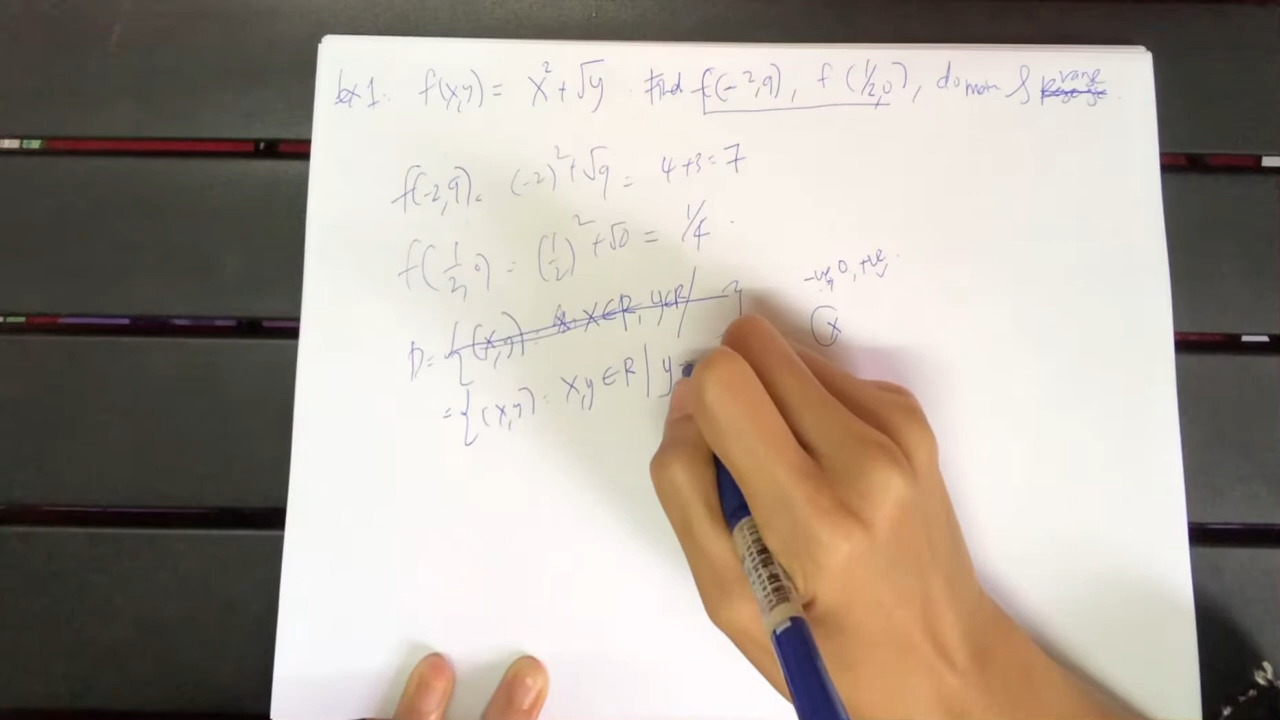 Ex 1. f(x,y) = x² + √y . Find f(-2,9), f(1/2,0), domain & range
f(-2,9) = (-2)² + √9 = 4+3 = 7
f(1/2,0) = (1/2)² + √0 = 1/4 .
-ve, 0, +ve .
D = {(x,y) : x∈R, y∈R | }
x
= {(x,y) : x,y ∈ R | y